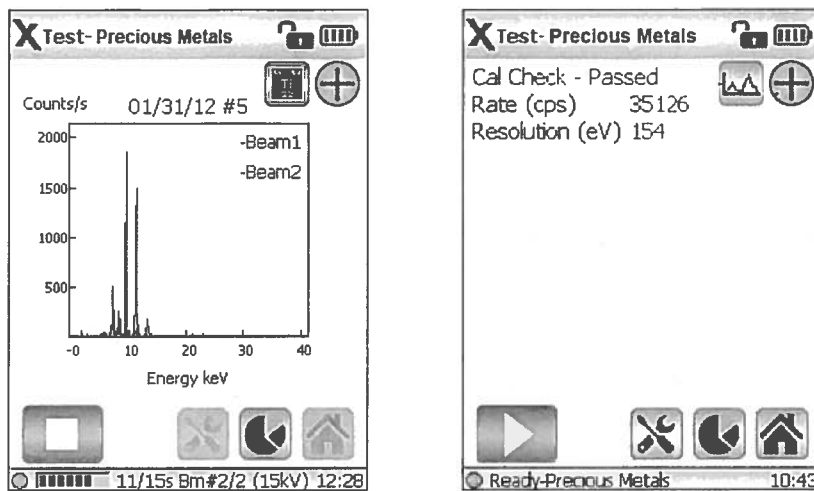 X Test- Precious Metals
Counts/s
01/31/12 #5
Ti
2000
1500
1000
500
-Beam1
-Beam2
-0 10 20 30 40
Energy keV
11/15s Bm#2/2 (15kV) 12:28
X Test- Precious Metals
Cal Check - Passed
Rate (cps) 35126
Resolution (eV) 154
Ready-Precious Metals 10:43